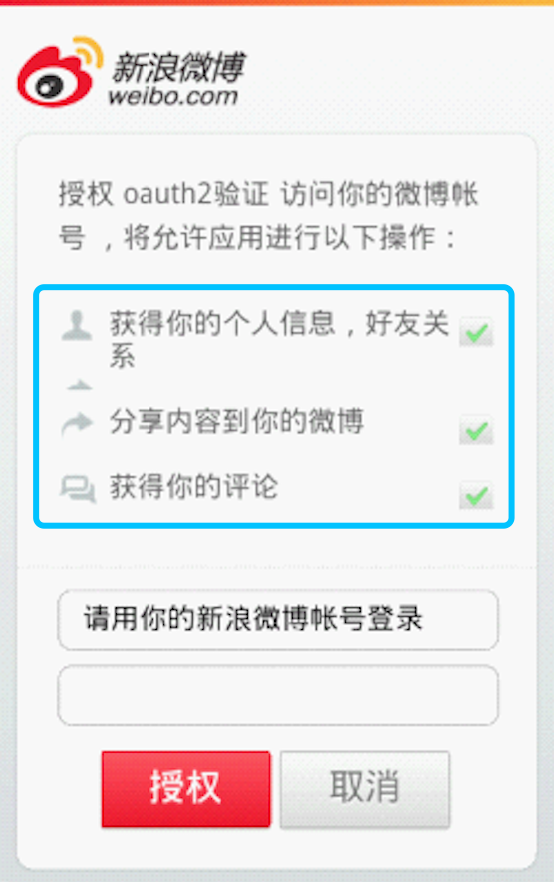 新浪微博
weibo.com
授权 oauth2验证 访问你的微博帐
号 ，将允许应用进行以下操作：
获得你的个人信息，好友关
系
分享内容到你的微博
获得你的评论
请用你的新浪微博帐号登录
授权
取消